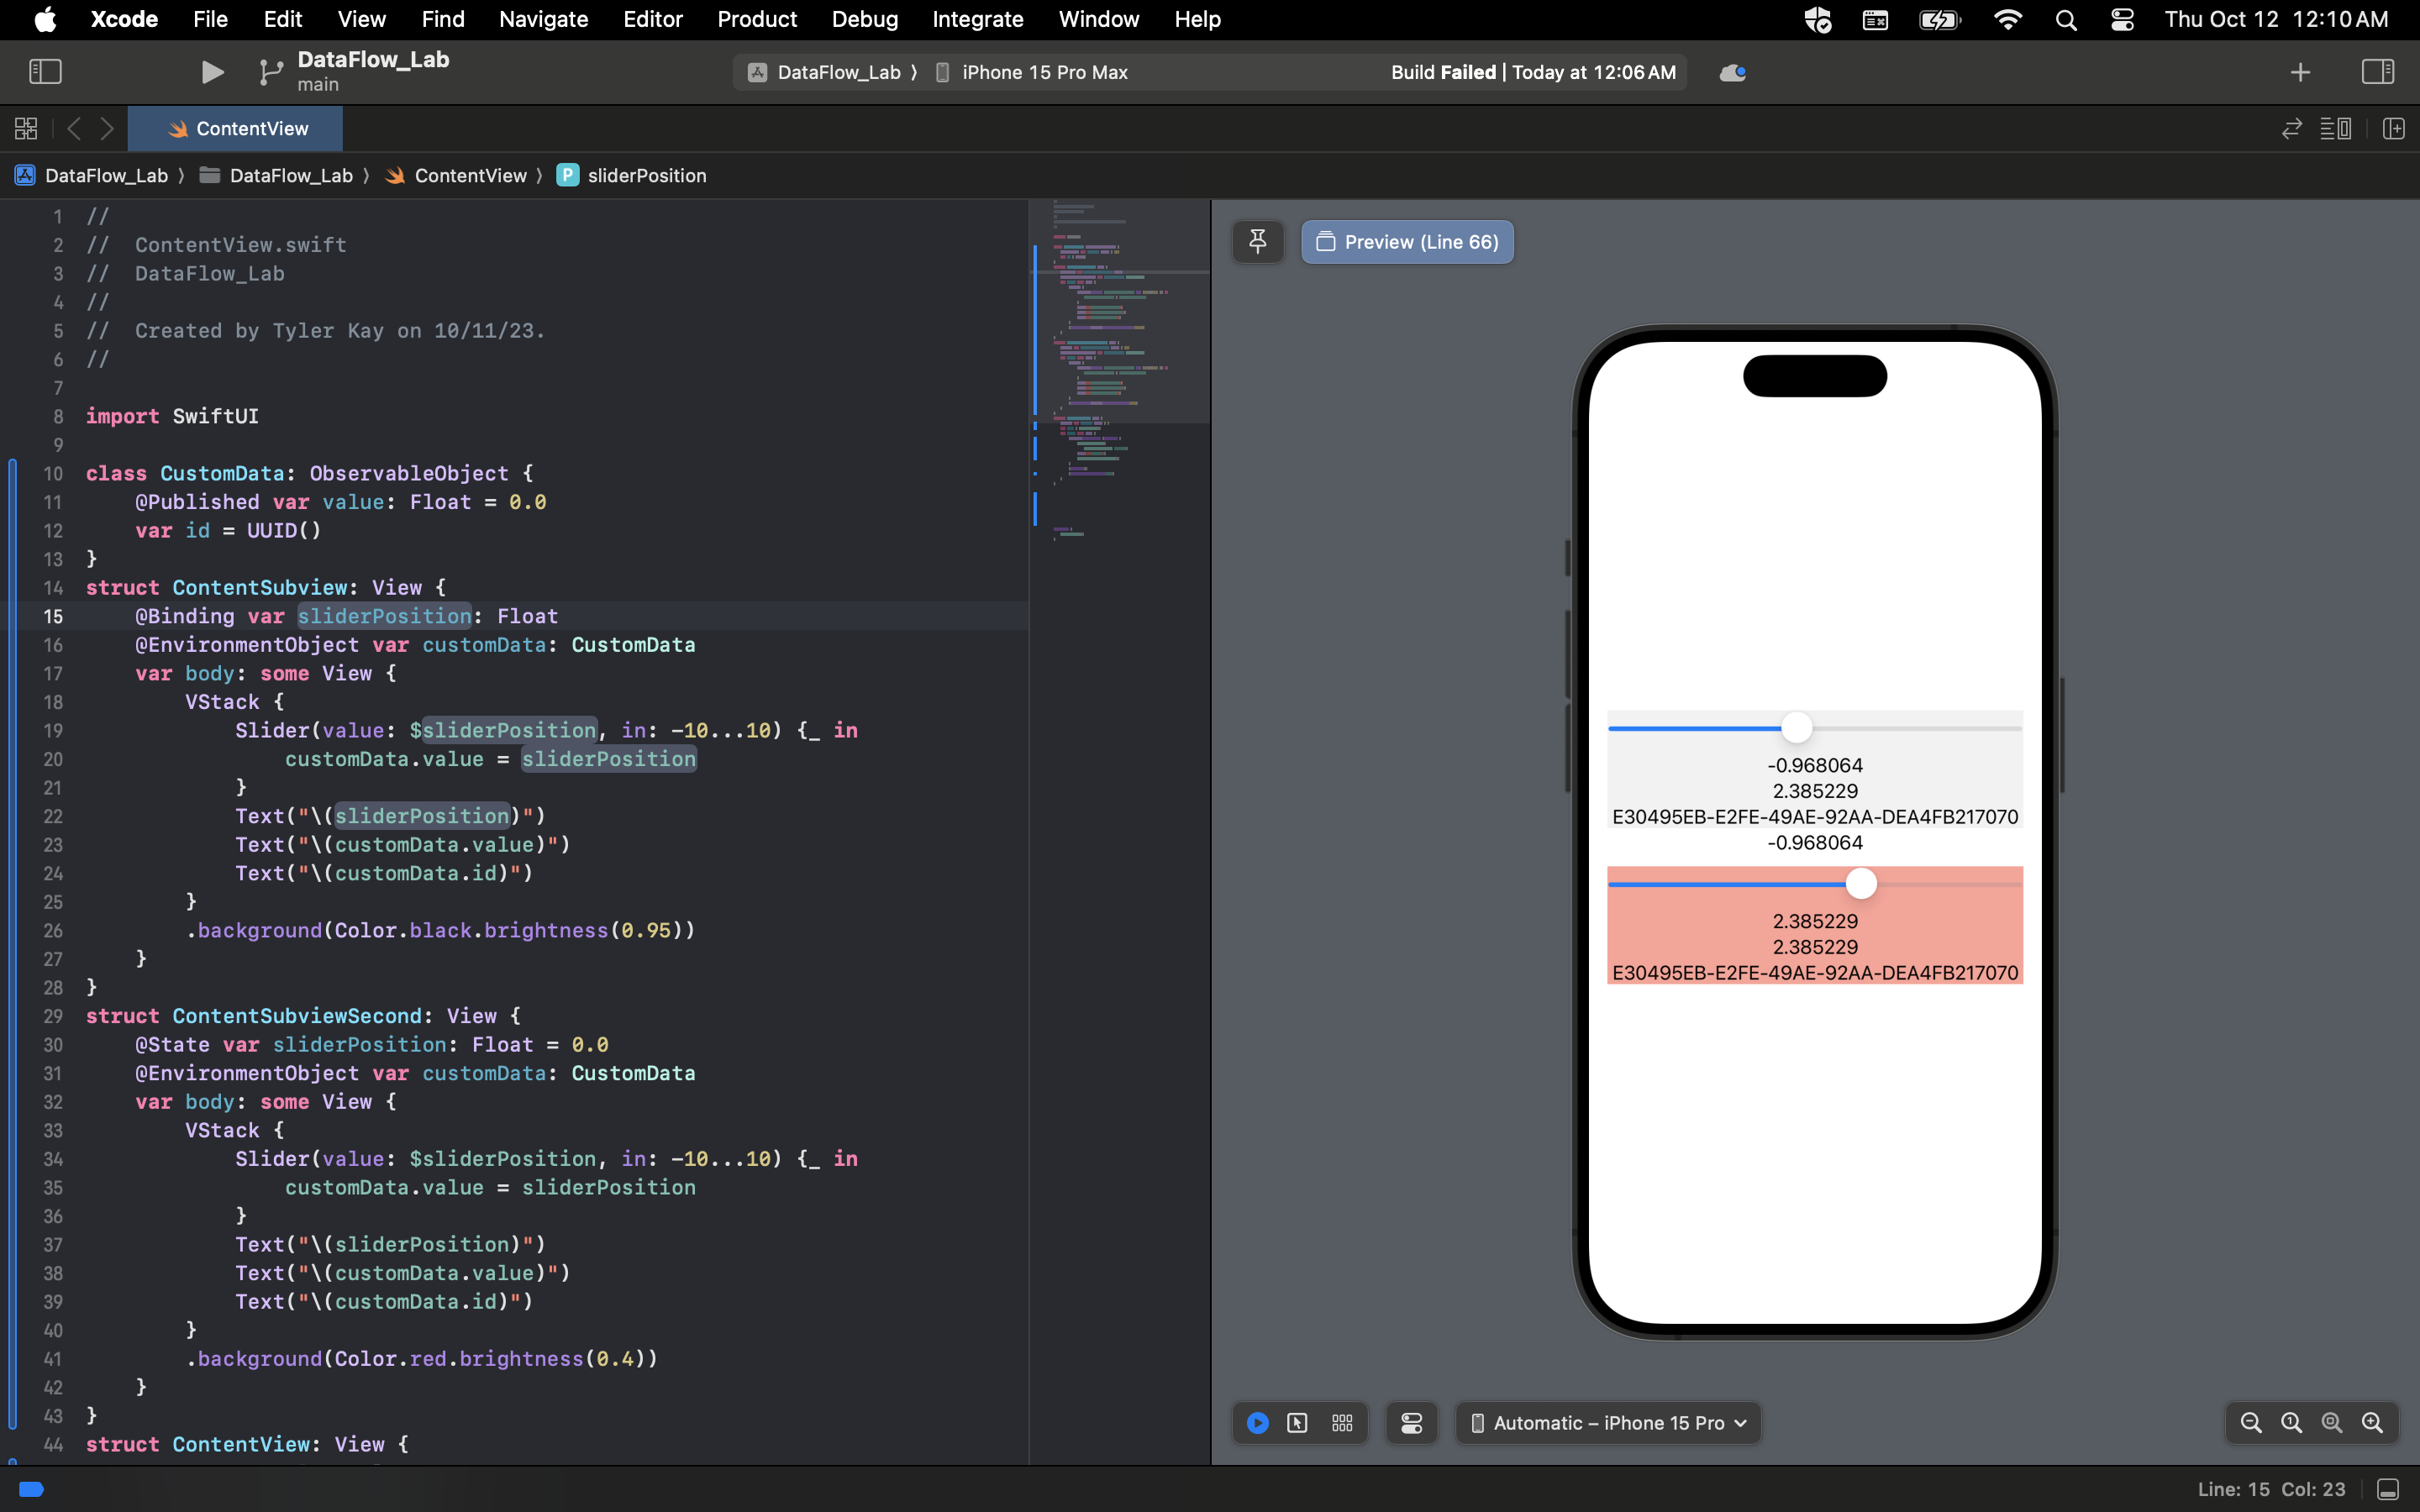 Xcode File Edit View Find Navigate Editor Product Debug Integrate Window Help Thu Oct 12 12:10 AM
DataFlow_Lab
main
DataFlow_Lab ⟩ iPhone 15 Pro Max Build Failed | Today at 12:06 AM
ContentView
DataFlow_Lab ⟩ DataFlow_Lab ⟩ ContentView ⟩ P sliderPosition
1 //
2 //  ContentView.swift
3 //  DataFlow_Lab
4 //
5 //  Created by Tyler Kay on 10/11/23.
6 //
7
8 import SwiftUI
9
10 class CustomData: ObservableObject {
11     @Published var value: Float = 0.0
12     var id = UUID()
13 }
14 struct ContentSubview: View {
15     @Binding var sliderPosition: Float
16     @EnvironmentObject var customData: CustomData
17     var body: some View {
18         VStack {
19             Slider(value: $sliderPosition, in: -10...10) {_ in
20                 customData.value = sliderPosition
21             }
22             Text("\(sliderPosition)")
23             Text("\(customData.value)")
24             Text("\(customData.id)")
25         }
26         .background(Color.black.brightness(0.95))
27     }
28 }
29 struct ContentSubviewSecond: View {
30     @State var sliderPosition: Float = 0.0
31     @EnvironmentObject var customData: CustomData
32     var body: some View {
33         VStack {
34             Slider(value: $sliderPosition, in: -10...10) {_ in
35                 customData.value = sliderPosition
36             }
37             Text("\(sliderPosition)")
38             Text("\(customData.value)")
39             Text("\(customData.id)")
40         }
41         .background(Color.red.brightness(0.4))
42     }
43 }
44 struct ContentView: View {
Preview (Line 66)
-0.968064
2.385229
E30495EB-E2FE-49AE-92AA-DEA4FB217070
-0.968064
2.385229
2.385229
E30495EB-E2FE-49AE-92AA-DEA4FB217070
Automatic – iPhone 15 Pro
Line: 15 Col: 23